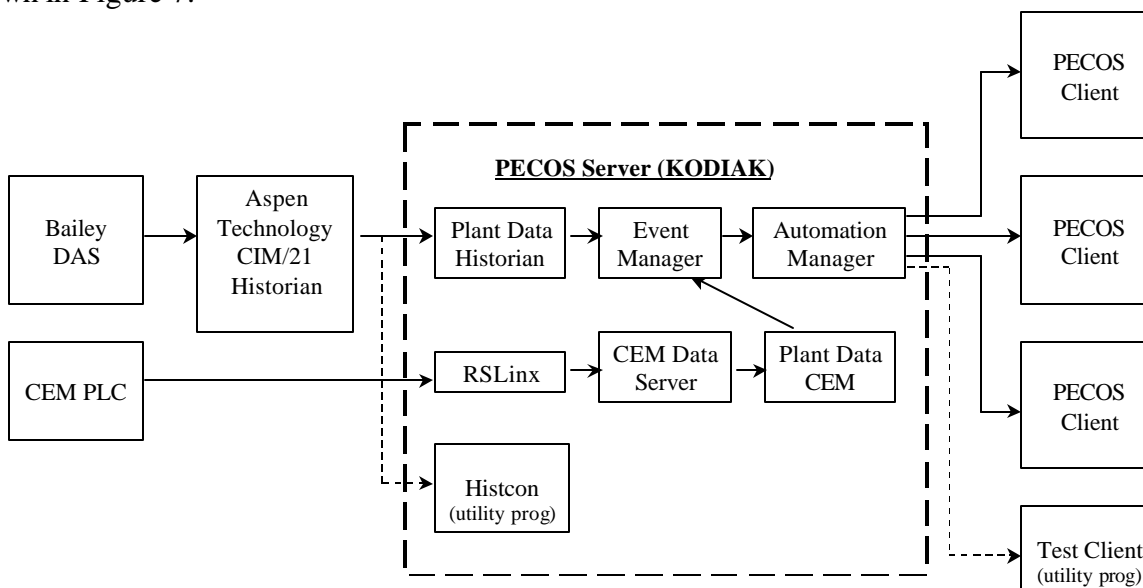 in Figure 7.
PECOS
Client
PECOS Server (KODIAK)
Bailey
DAS
Aspen
Technology
CIM/21
Historian
Plant Data
Historian
Event
Manager
Automation
Manager
PECOS
Client
CEM PLC
RSLinx
CEM Data
Server
Plant Data
CEM
PECOS
Client
Histcon
(utility prog)
Test Client
(utility prog)